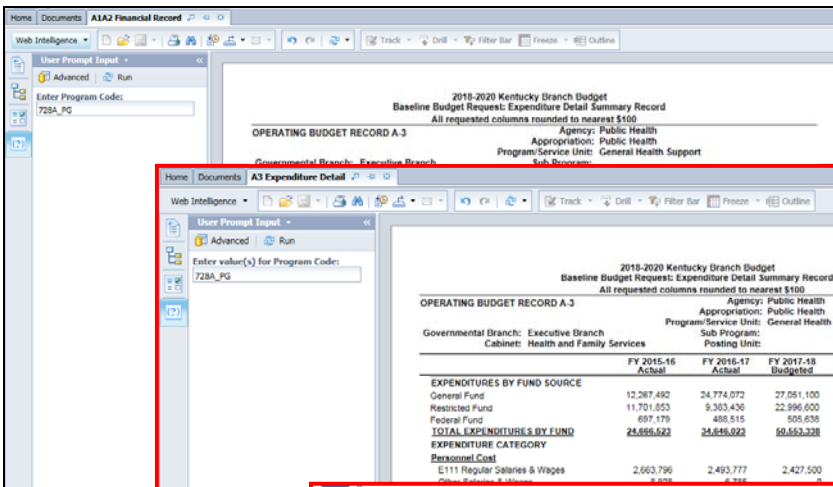 Home Documents A1A2 Financial Record
Web Intelligence Track Drill Filter Bar Freeze Outline
User Prompt Input
Advanced Run
Enter Program Code:
728A_PG
2018-2020 Kentucky Branch Budget
Baseline Budget Request: Expenditure Detail Summary Record
All requested columns rounded to nearest $100
OPERATING BUDGET RECORD A-3 Agency: Public Health
Appropriation: Public Health
Program/Service Unit: General Health Support
Governmental Branch: Executive Branch Sub Program:
Home Documents A3 Expenditure Detail
Web Intelligence Track Drill Filter Bar Freeze Outline
User Prompt Input
Advanced Run
Enter value(s) for Program Code:
728A_PG
2018-2020 Kentucky Branch Budget
Baseline Budget Request: Expenditure Detail Summary Record
All requested columns rounded to nearest $100
OPERATING BUDGET RECORD A-3 Agency: Public Health
Appropriation: Public Health
Program/Service Unit: General Health
Governmental Branch: Executive Branch Sub Program:
Cabinet: Health and Family Services Posting Unit:
FY 2015-16 FY 2016-17 FY 2017-18
Actual Actual Budgeted
EXPENDITURES BY FUND SOURCE
General Fund 12,267,492 24,774,072 27,051,100
Restricted Fund 11,701,853 9,383,436 22,996,600
Federal Fund 697,179 488,515 505,638
TOTAL EXPENDITURES BY FUND 24,666,523 34,646,023 50,553,338
EXPENDITURE CATEGORY
Personnel Cost
E111 Regular Salaries & Wages 2,663,796 2,493,777 2,427,500
Other Salaries & Wages